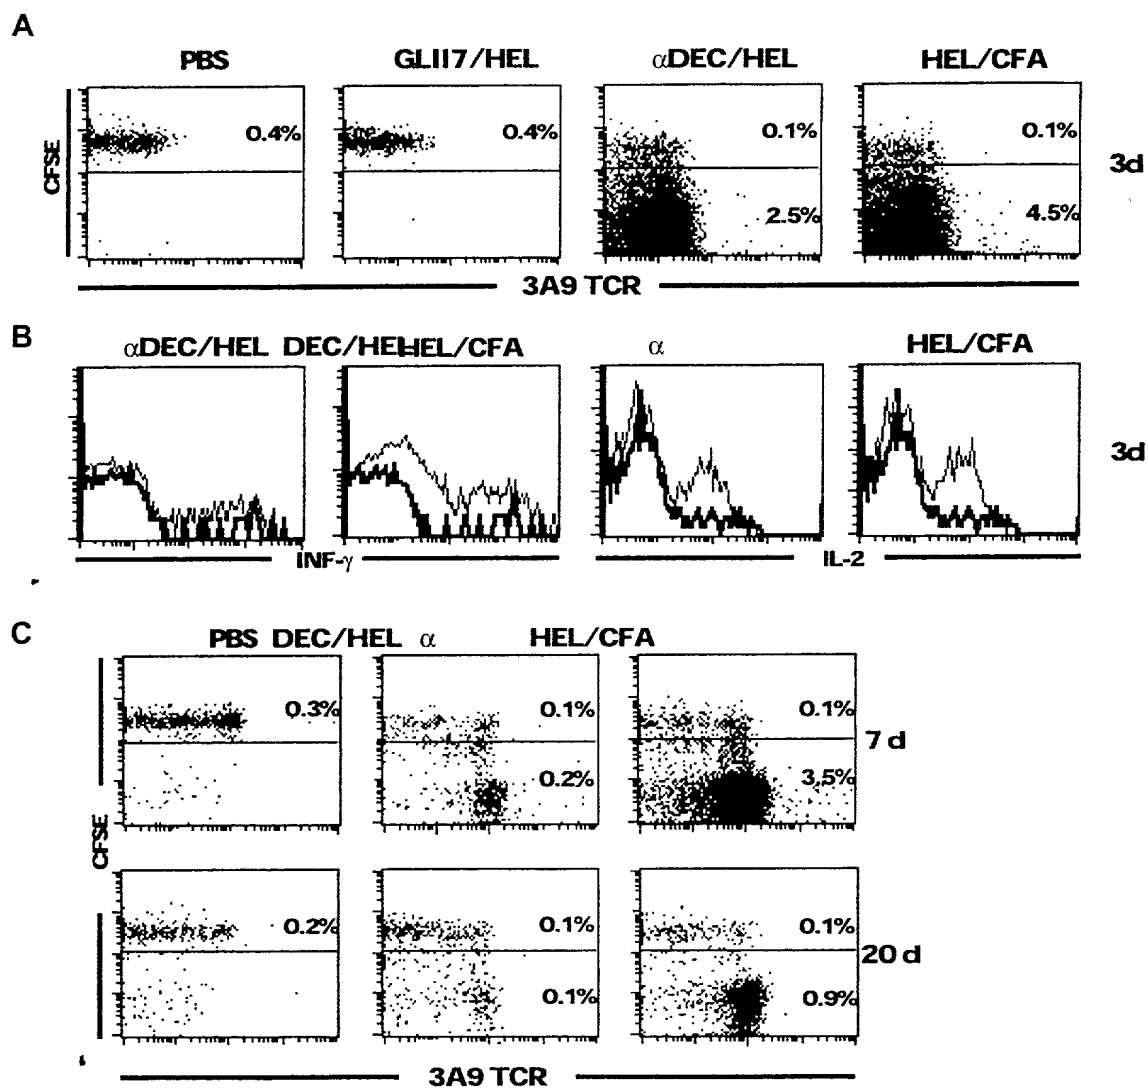 A
PBS GL117/HEL αDEC/HEL HEL/CFA
CFSE
0.4% 0.4% 0.1% 0.1%
3d
2.5% 4.5%
3A9 TCR
B
αDEC/HEL DEC/HEL HEL/CFA α HEL/CFA
3d
INF-γ IL-2
C
PBS DEC/HEL α HEL/CFA
0.3% 0.1% 0.1%
7 d
0.2% 3.5%
CFSE
0.2% 0.1% 0.1%
20 d
0.1% 0.9%
3A9 TCR